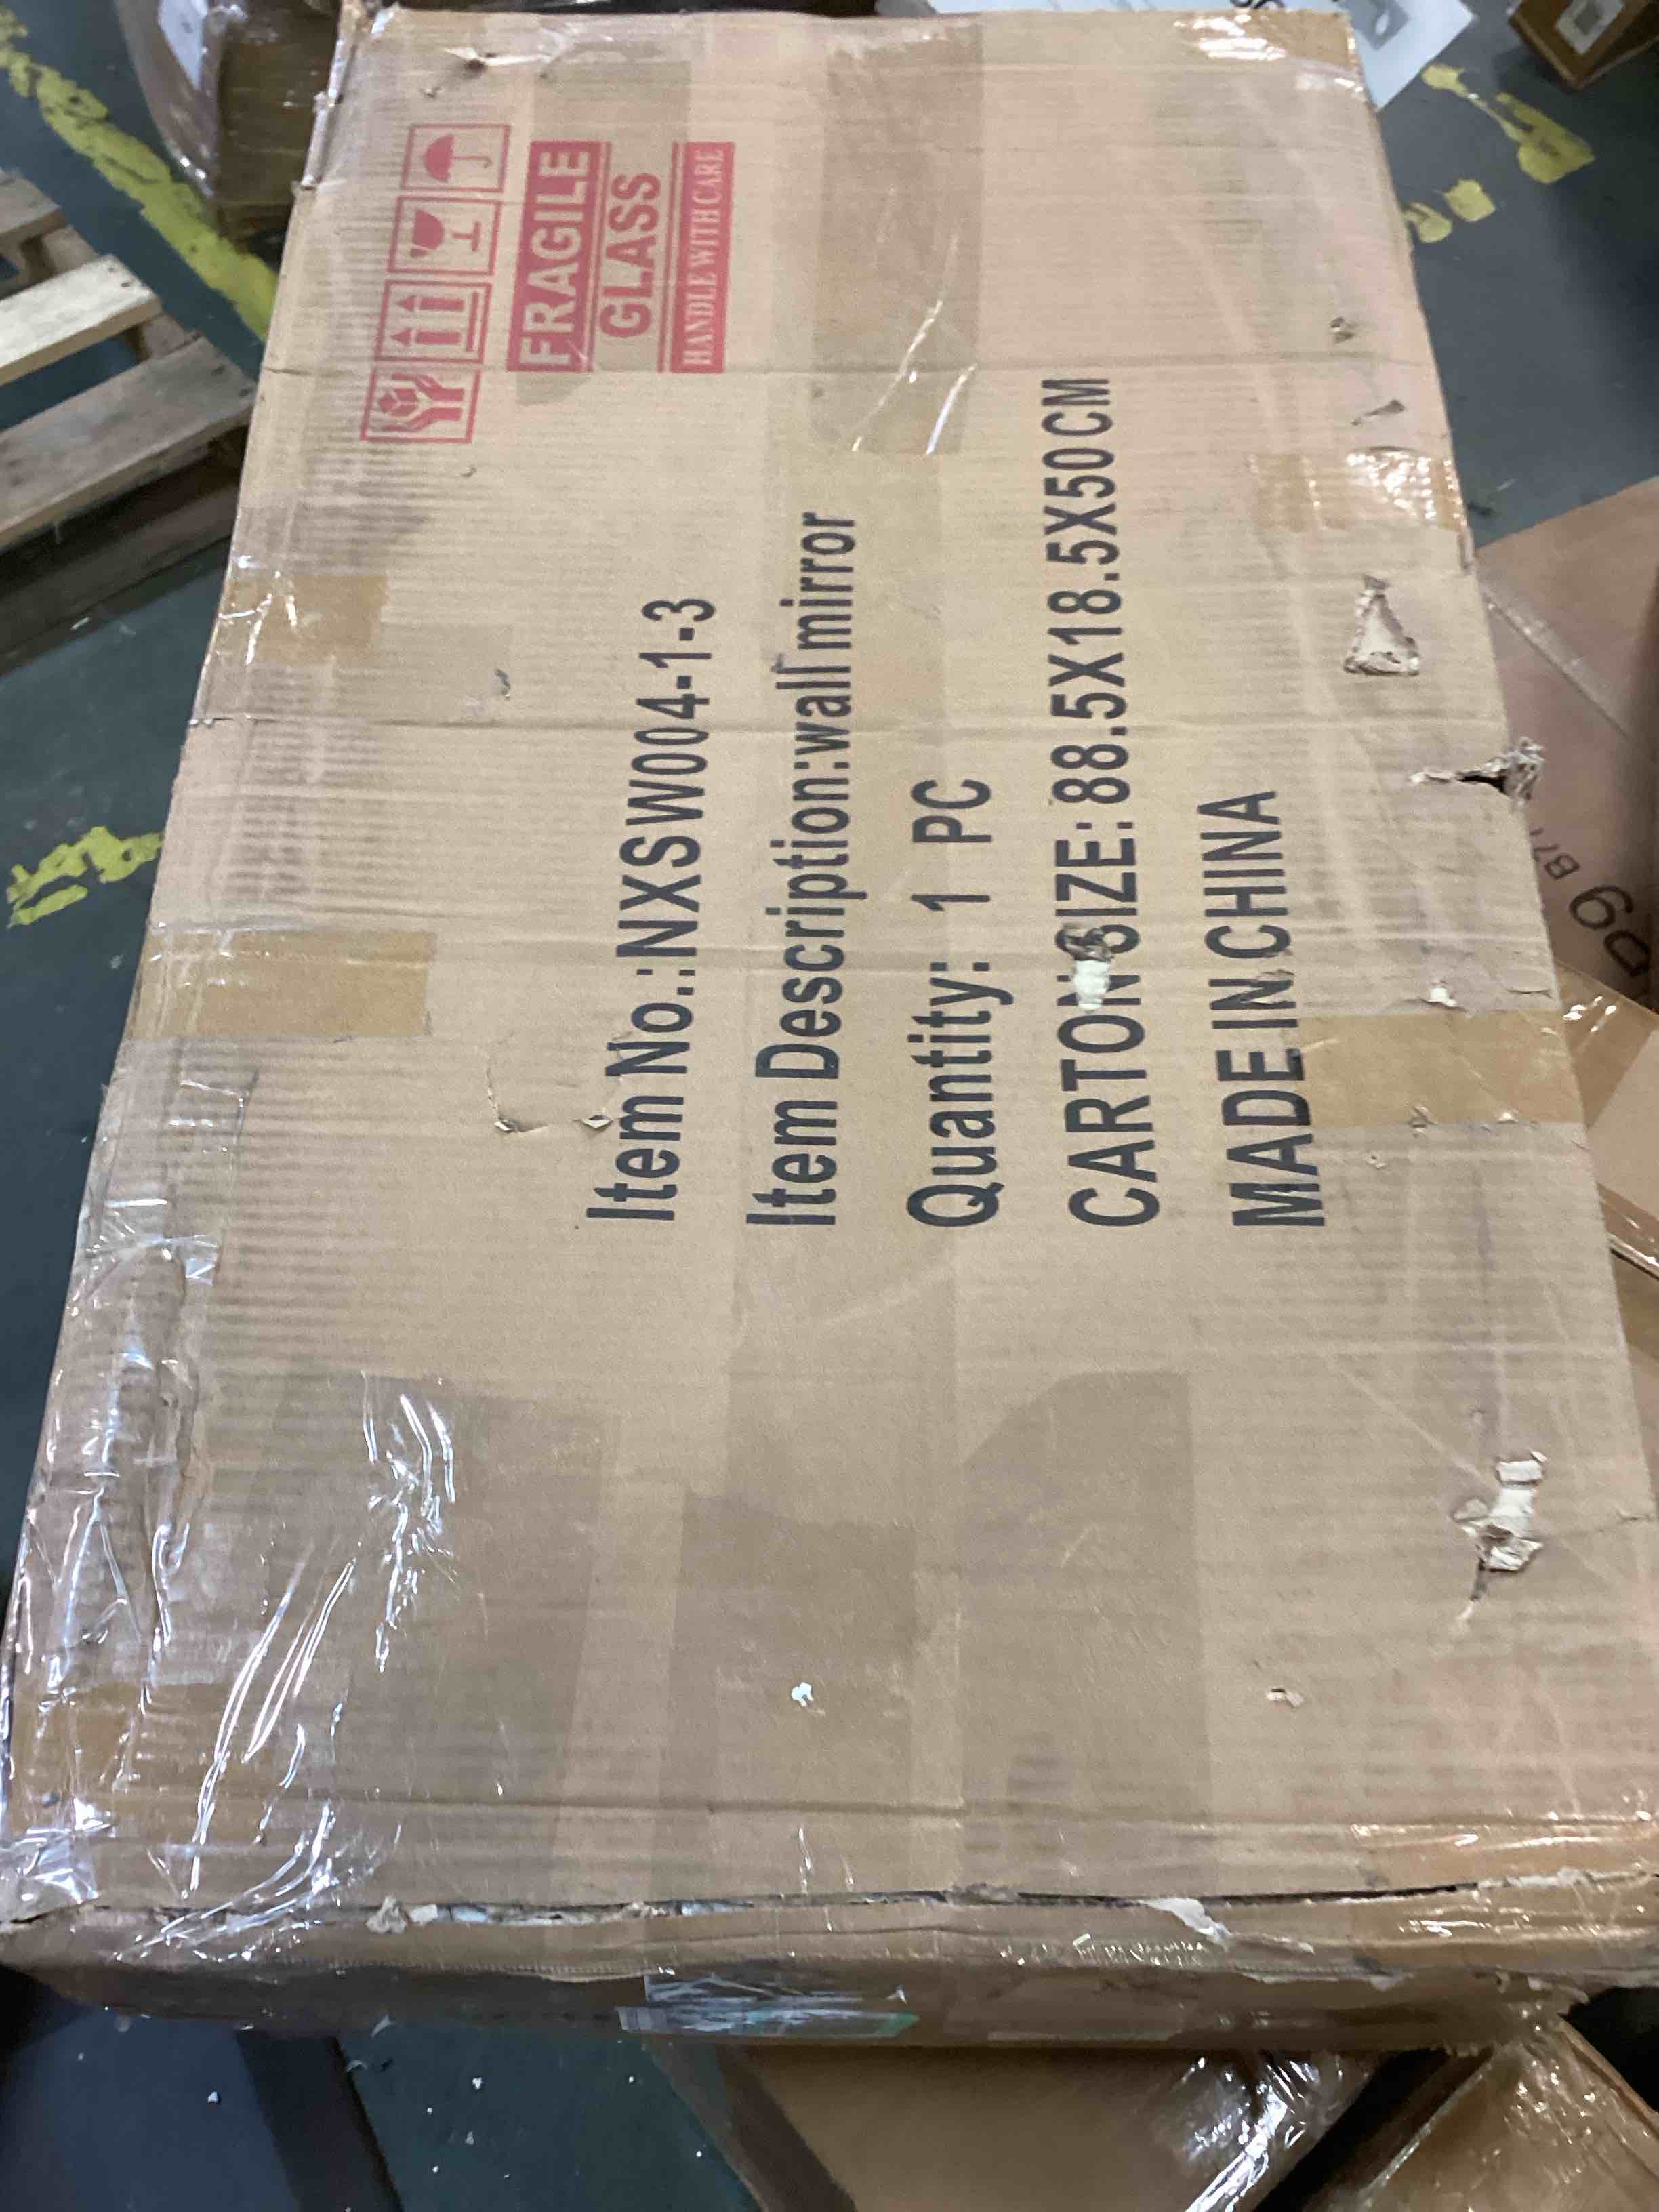 FRAGILE
GLASS
HANDLE WITH CARE
Item No.:NXSW004-1-3
Item Description:wall mirror
Quantity: 1 PC
CARTON SIZE: 88.5X18.5X50CM
MADE IN CHINA